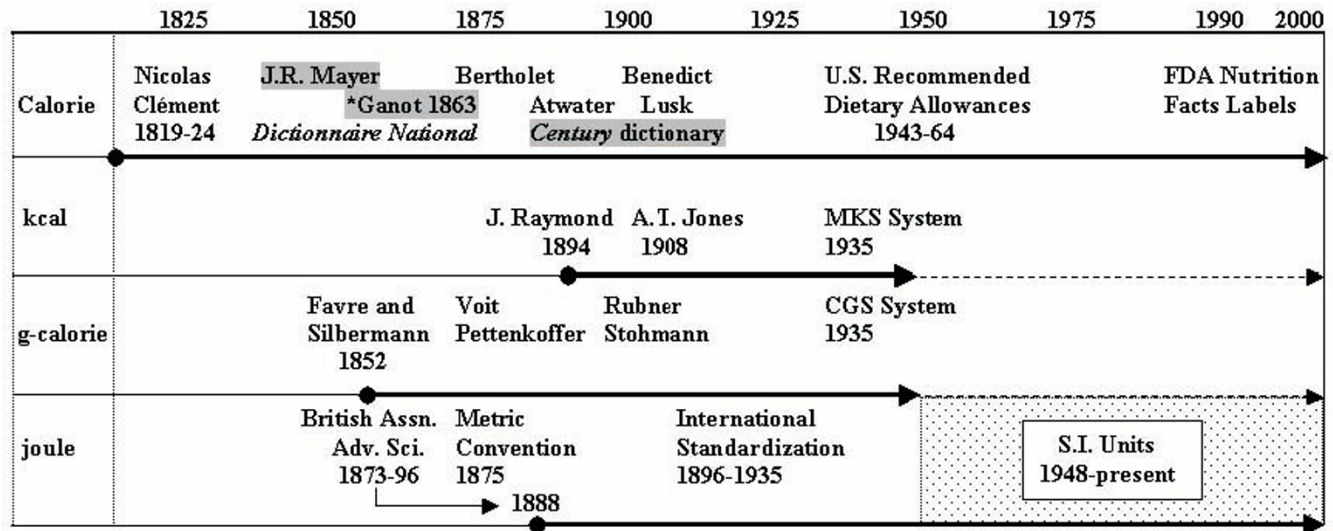 1825 1850 1875 1900 1925 1950 1975 1990 2000
Calorie
Nicolas
Clément
1819-24
J.R. Mayer
*Ganot 1863
Dictionnaire National
Bertholet
Atwater
Century dictionary
Benedict
Lusk
U.S. Recommended
Dietary Allowances
1943-64
FDA Nutrition
Facts Labels
kcal
J. Raymond
1894
A.T. Jones
1908
MKS System
1935
g-calorie
Favre and
Silbermann
1852
Voit
Pettenkoffer
Rubner
Stohmann
CGS System
1935
joule
British Assn.
Adv. Sci.
1873-96
Metric
Convention
1875
1888
International
Standardization
1896-1935
S.I. Units
1948-present